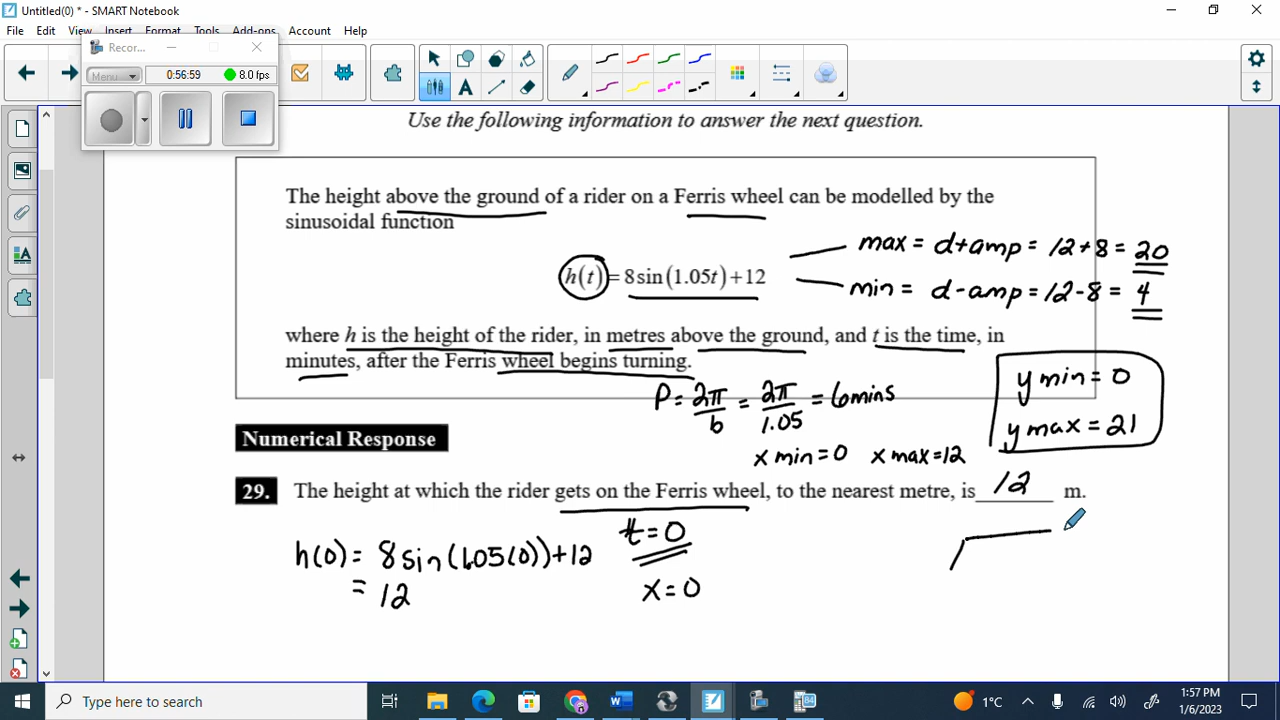 Untitled(0) * - SMART Notebook
File Edit View Insert Format Tools Add-ons Account Help
Recor...
Menu 0:56:59 8.0 fps
Use the following information to answer the next question.
The height above the ground of a rider on a Ferris wheel can be modelled by the
sinusoidal function
max = d+amp = 12+8 = 20
h(t) = 8sin(1.05t)+12
min = d-amp = 12-8 = 4
where h is the height of the rider, in metres above the ground, and t is the time, in
minutes, after the Ferris wheel begins turning.
P = 2π/b = 2π/1.05 = 6mins
y min = 0
y max = 21
Numerical Response
x min = 0 x max = 12
29. The height at which the rider gets on the Ferris wheel, to the nearest metre, is 12 m.
t = 0
h(0) = 8 sin(1.05(0))+12
= 12
x = 0
Type here to search
1°C
1:57 PM
1/6/2023